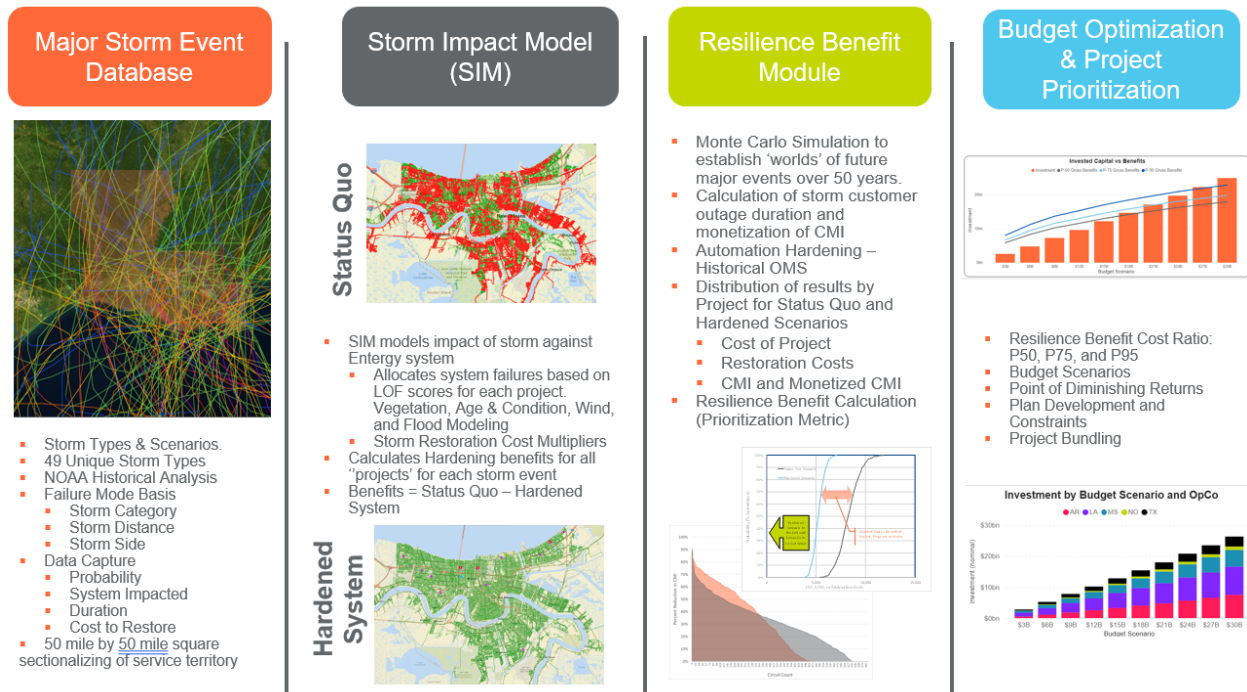 Major Storm Event
Database
Storm Types & Scenarios.
49 Unique Storm Types
NOAA Historical Analysis
Failure Mode Basis
Storm Category
Storm Distance
Storm Side
Data Capture
Probability
System Impacted
Duration
Cost to Restore
50 mile by 50 mile square
sectionalizing of service territory
Storm Impact Model
(SIM)
Status Quo
SIM models impact of storm against
Entergy system
Allocates system failures based on
LOF scores for each project.
Vegetation, Age & Condition, Wind,
and Flood Modeling
Storm Restoration Cost Multipliers
Calculates Hardening benefits for all
‘'projects’ for each storm event
Benefits = Status Quo – Hardened
System
Hardened
System
Resilience Benefit
Module
Monte Carlo Simulation to
establish ‘worlds’ of future
major events over 50 years.
Calculation of storm customer
outage duration and
monetization of CMI
Automation Hardening –
Historical OMS
Distribution of results by
Project for Status Quo and
Hardened Scenarios
Cost of Project
Restoration Costs
CMI and Monetized CMI
Resilience Benefit Calculation
(Prioritization Metric)
Circuit Count
Budget Optimization
& Project
Prioritization
Invested Capital vs Benefits
Investment
Budget Scenario
Resilience Benefit Cost Ratio:
P50, P75, and P95
Budget Scenarios
Point of Diminishing Returns
Plan Development and
Constraints
Project Bundling
Investment by Budget Scenario and OpCo
AR LA MS NO TX
Investment (nominal)
$30bn
$20bn
$10bn
$0bn
$3B $6B $9B $12B $15B $18B $21B $24B $27B $30B
Budget Scenario